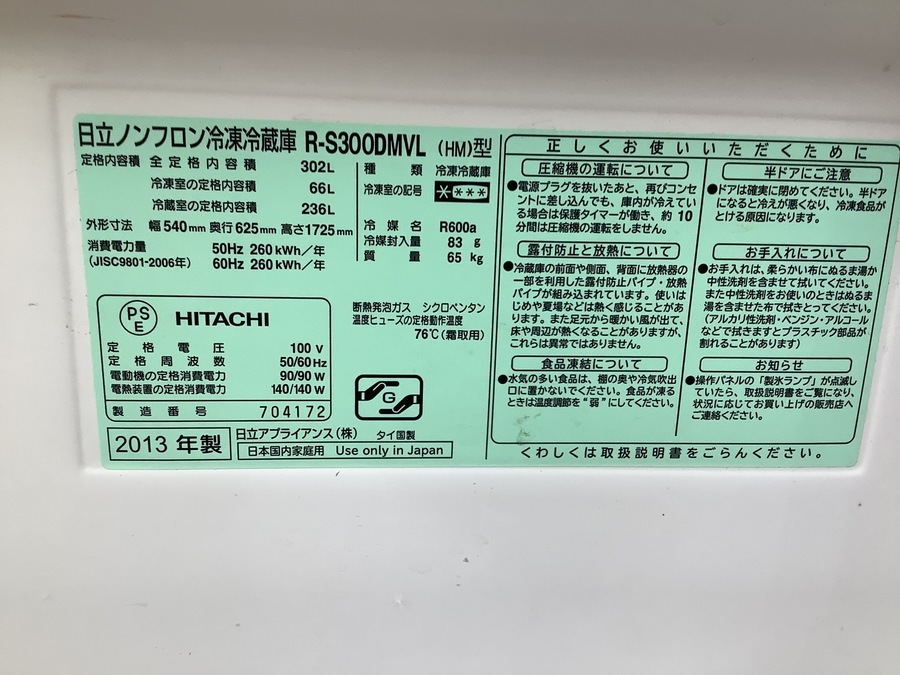 日立ノンフロン冷凍冷蔵庫 R-S300DMVL (HM)型
定格内容積 全定格内容積 302L
冷凍室の定格内容積 66L
冷蔵室の定格内容積 236L
外形寸法 幅540mm 奥行625mm 高さ1725mm
消費電力量 50Hz 260kWh/年
(JISC9801-2006年) 60Hz 260kWh/年
種類 冷凍冷蔵庫
冷凍室の記号 ****
冷媒名 R600a
冷媒封入量 83 g
質量 65 kg
PS
E
HITACHI
定格電圧 100 V
定格周波数 50/60Hz
電動機の定格消費電力 90/90 W
電熱装置の定格消費電力 140/140 W
製造番号 704172
断熱発泡ガス シクロペンタン
温度ヒューズの定格動作温度
76℃(霜取用)
G
2013 年製
日立アプライアンス(株) タイ国製
日本国内家庭用 Use only in Japan
正しくお使いいただくために
圧縮機の運転について
●電源プラグを抜いたあと、再びコンセ
ントに差し込んでも、庫内が冷えてい
る場合は保護タイマーが働き、約10
分間は圧縮機は運転をしません。
露付防止と放熱について
●冷蔵庫の前面や側面、背面に放熱器の
一部を利用した露付防止パイプ・放熱
パイプが組み込まれています。使いは
じめや夏場などは熱く感じることがあり
ます。また足元から暖かい風が出て、
床や周辺が熱くなることがありますが、
これらは異常ではありません。
食品凍結について
●水気の多い食品は、棚の奥や冷気吹出
口に置かないでください。食品が凍る
ときは温度調節を"弱"にしてください。
半ドアにご注意
●ドアは確実に閉めてください。半ドア
になると冷えが悪くなり、冷凍食品が
とける原因になります。
お手入れについて
●お手入れは、柔らかい布にぬるま湯か
中性洗剤を含ませて拭いてください。
また中性洗剤をお使いのときはぬるま
湯を含ませた布で拭きとってください。
(アルカリ性洗剤・ベンジン・アルコール
などで拭きますとプラスチック部品が
割れることがあります)
お知らせ
●操作パネルの「製氷ランプ」が点滅し
ていたら、取扱説明書をご覧になり、
状況に応じてお買い上げの販売店へ
ご連絡ください。
くわしくは取扱説明書をごらんください。